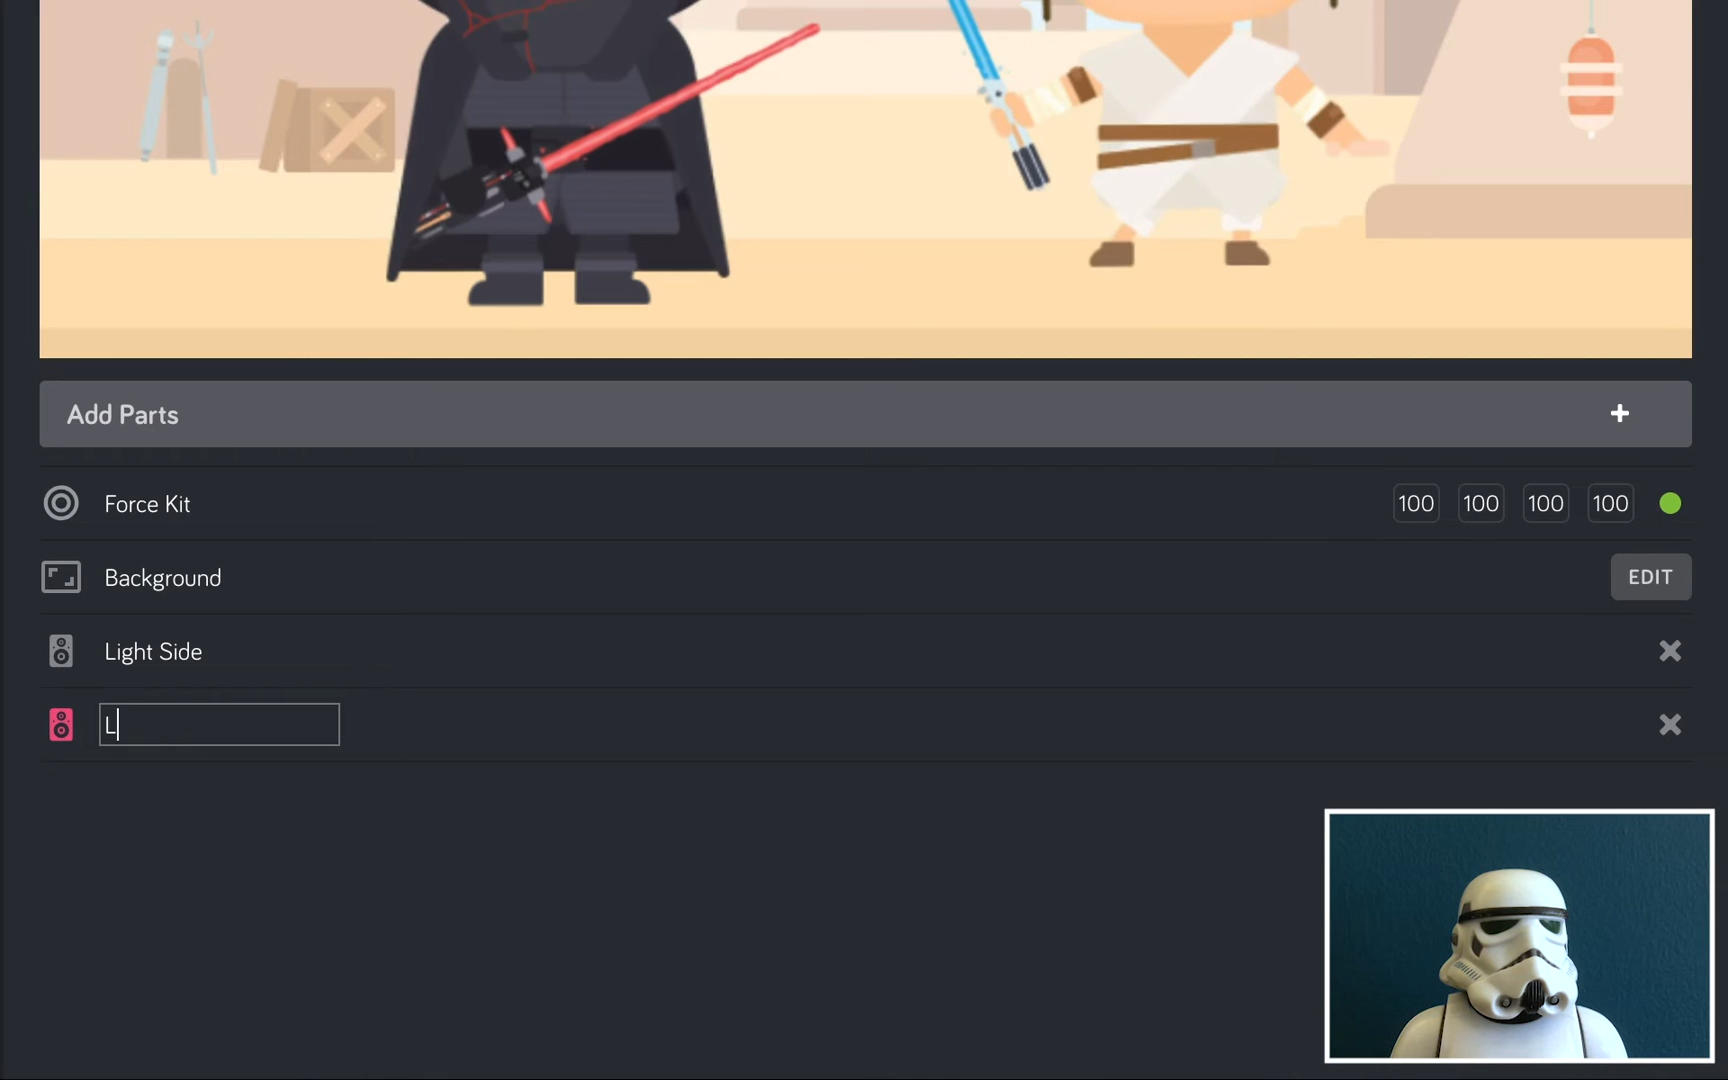 Add Parts +
Force Kit 100 100 100 100
Background EDIT
Light Side
L